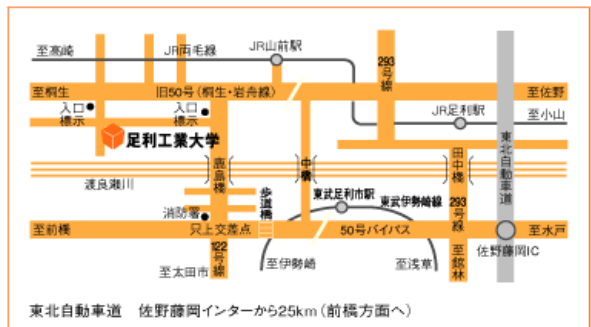 至高崎
JR両毛線
JR山前駅
293号線
至桐生
旧50号(桐生・岩舟線)
至佐野
入口標示
入口標示
JR足利駅
至小山
足利工業大学
東北自動車道
鹿島橋
中橋
田中橋
渡良瀬川
歩道橋
東武足利市駅
東武伊勢崎線
消防署
293号線
至前橋
只上交差点
50号バイパス
至水戸
122号線
至太田市
至伊勢崎
至浅草
至館林
佐野藤岡IC
東北自動車道 佐野藤岡インターから25km(前橋方面へ)